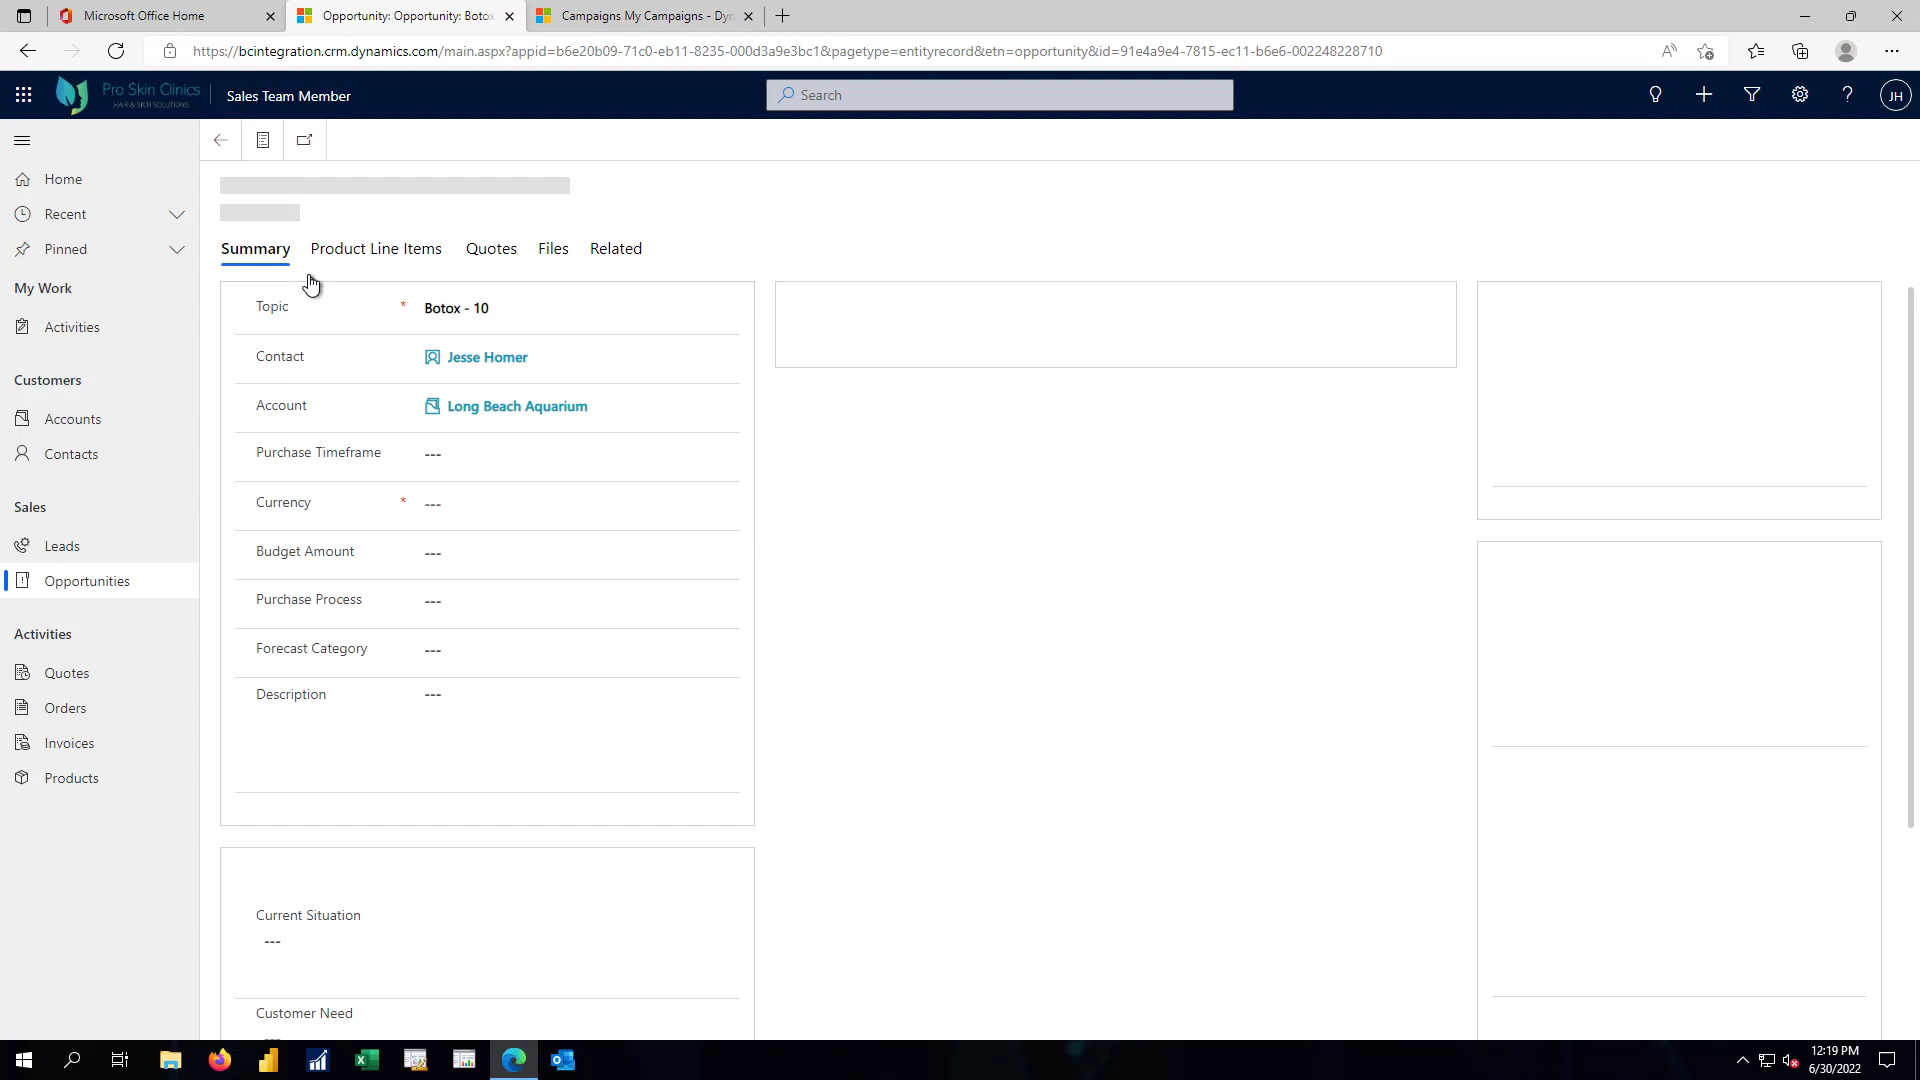 Microsoft Office Home
Opportunity: Opportunity: Botox
Campaigns My Campaigns - Dyn
https://bcintegration.crm.dynamics.com/main.aspx?appid=b6e20b09-71c0-eb11-8235-000d3a9e3bc1&pagetype=entityrecord&etn=opportunity&id=91e4a9e4-7815-ec11-b6e6-002248228710
Pro Skin Clinics
HAIR & SKIN SOLUTIONS
Sales Team Member
Search
JH
Home
Recent
Pinned
My Work
Activities
Customers
Accounts
Contacts
Sales
Leads
Opportunities
Activities
Quotes
Orders
Invoices
Products
Summary Product Line Items Quotes Files Related
Topic * Botox - 10
Contact Jesse Homer
Account Long Beach Aquarium
Purchase Timeframe ---
Currency * ---
Budget Amount ---
Purchase Process ---
Forecast Category ---
Description ---
Current Situation
---
Customer Need
---
12:19 PM
6/30/2022